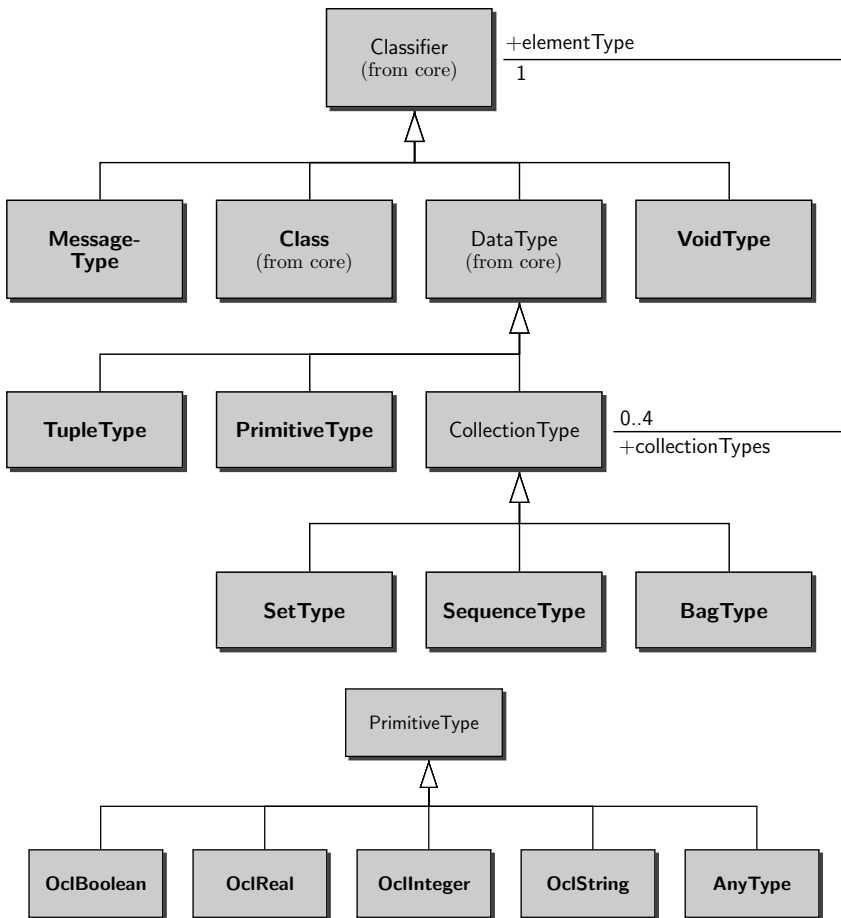 Classifier
(from core)
+elementType
1
Message-
Type
Class
(from core)
DataType
(from core)
VoidType
TupleType
PrimitiveType
CollectionType
0..4
+collectionTypes
SetType
SequenceType
BagType
PrimitiveType
OclBoolean
OclReal
OclInteger
OclString
AnyType